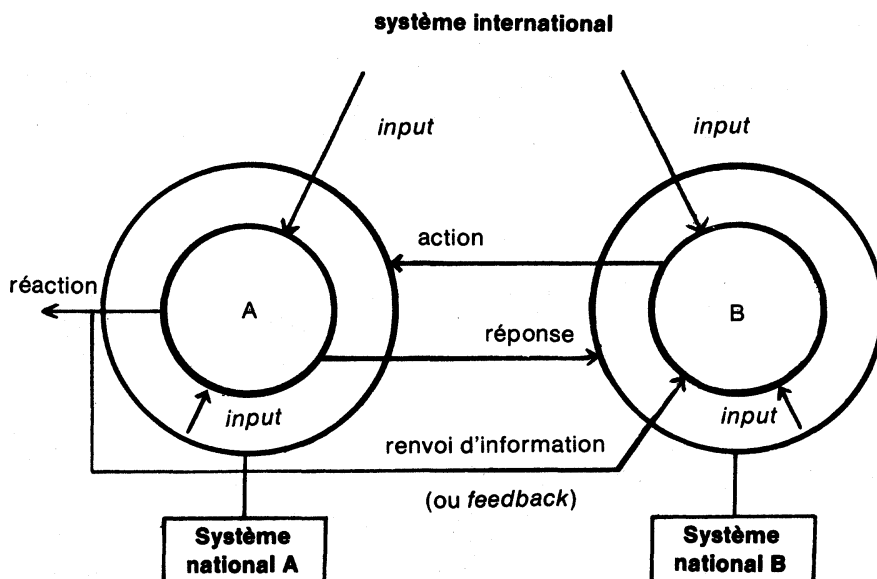 système international
input
input
action
réaction
A
B
réponse
input
input
renvoi d'information
(ou feedback)
Système
national A
Système
national B